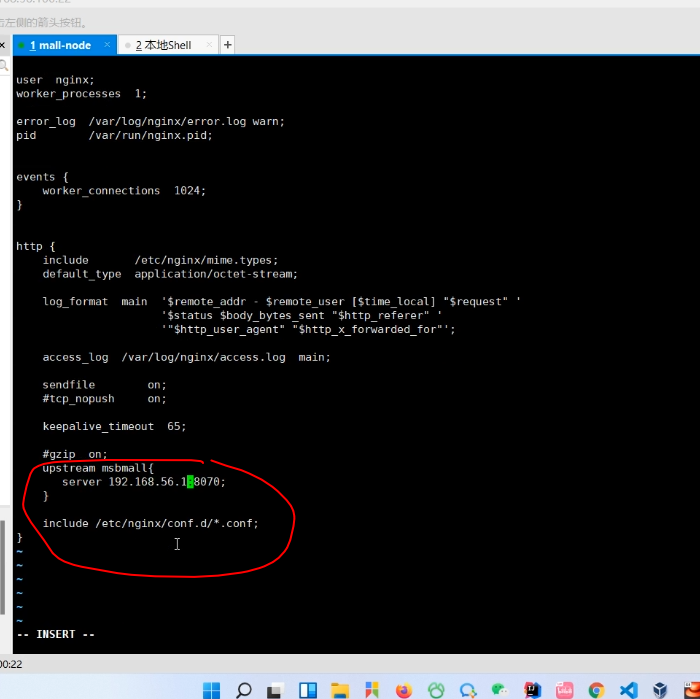 击左侧的箭头按钮。
1 mall-node
2 本地Shell
user  nginx;
worker_processes  1;
error_log  /var/log/nginx/error.log warn;
pid        /var/run/nginx.pid;
events {
    worker_connections  1024;
}
http {
    include       /etc/nginx/mime.types;
    default_type  application/octet-stream;
    log_format  main  '$remote_addr - $remote_user [$time_local] "$request" '
                      '$status $body_bytes_sent "$http_referer" '
                      '"$http_user_agent" "$http_x_forwarded_for"';
    access_log  /var/log/nginx/access.log  main;
    sendfile        on;
    #tcp_nopush     on;
    keepalive_timeout  65;
    #gzip  on;
    upstream msbmall{
       server 192.168.56.1:8070;
    }
    include /etc/nginx/conf.d/*.conf;
}
~
~
~
~
~
~
-- INSERT --
00:22